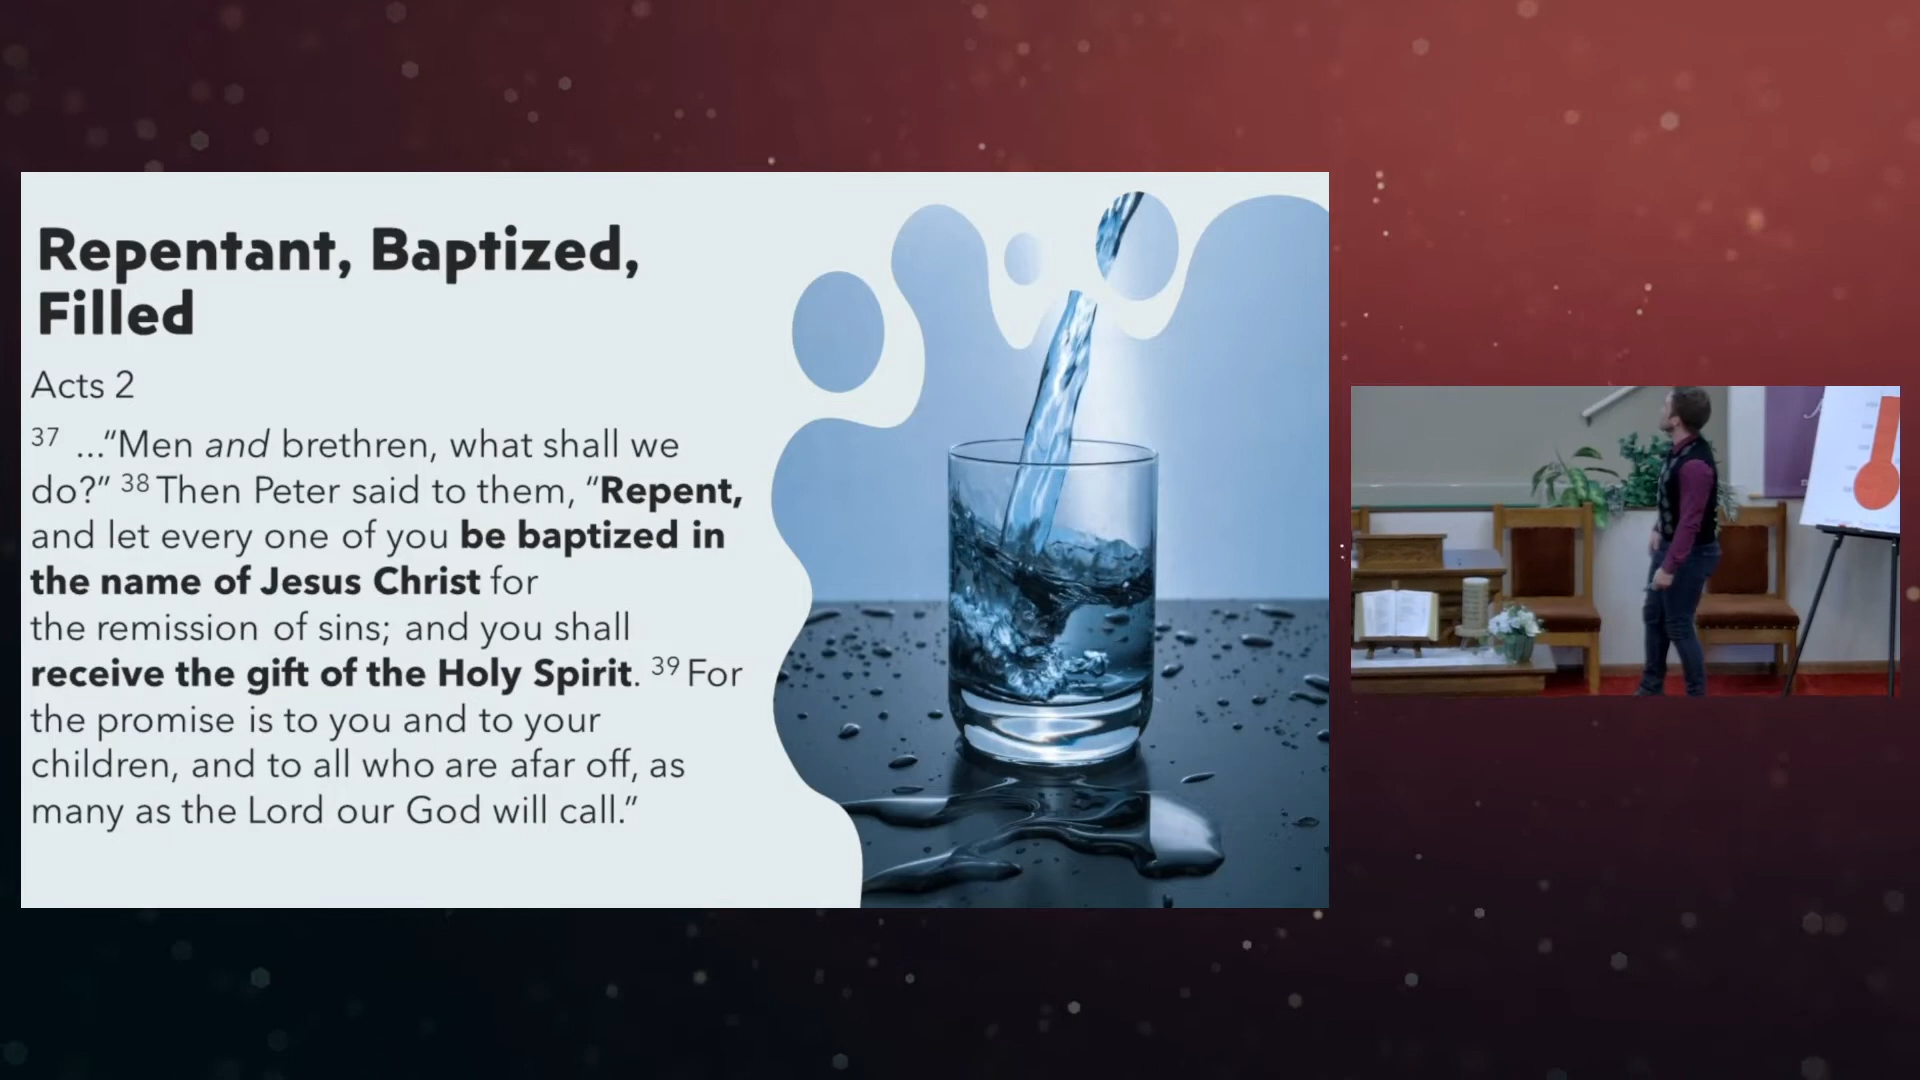 Repentant, Baptized,
Filled
Acts 2
37 ...“Men and brethren, what shall we
do?” 38 Then Peter said to them, “Repent,
and let every one of you be baptized in
the name of Jesus Christ for
the remission of sins; and you shall
receive the gift of the Holy Spirit. 39 For
the promise is to you and to your
children, and to all who are afar off, as
many as the Lord our God will call.”